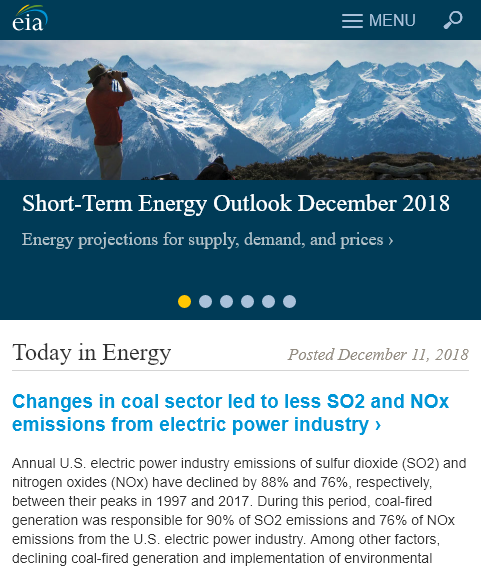 eia
MENU
Short-Term Energy Outlook December 2018
Energy projections for supply, demand, and prices ›
Today in Energy
Posted December 11, 2018
Changes in coal sector led to less SO2 and NOx
emissions from electric power industry ›
Annual U.S. electric power industry emissions of sulfur dioxide (SO2) and
nitrogen oxides (NOx) have declined by 88% and 76%, respectively,
between their peaks in 1997 and 2017. During this period, coal-fired
generation was responsible for 90% of SO2 emissions and 76% of NOx
emissions from the U.S. electric power industry. Among other factors,
declining coal-fired generation and implementation of environmental